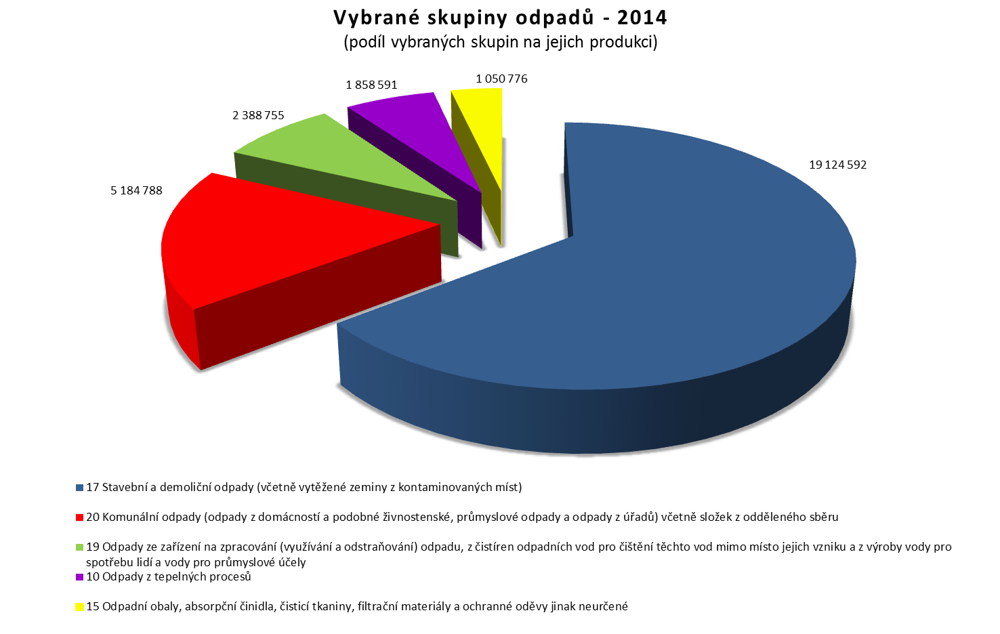 Vybrané skupiny odpadů - 2014
(podíl vybraných skupin na jejich produkci)
1 050 776
1 858 591
2 388 755
19 124 592
5 184 788
17 Stavební a demoliční odpady (včetně vytěžené zeminy z kontaminovaných míst)
20 Komunální odpady (odpady z domácností a podobné živnostenské, průmyslové odpady a odpady z úřadů) včetně složek z odděleného sběru
19 Odpady ze zařízení na zpracování (využívání a odstraňování) odpadu, z čistíren odpadních vod pro čištění těchto vod mimo místo jejich vzniku a z výroby vody pro
spotřebu lidí a vody pro průmyslové účely
10 Odpady z tepelných procesů
15 Odpadní obaly, absorpční činidla, čisticí tkaniny, filtrační materiály a ochranné oděvy jinak neurčené